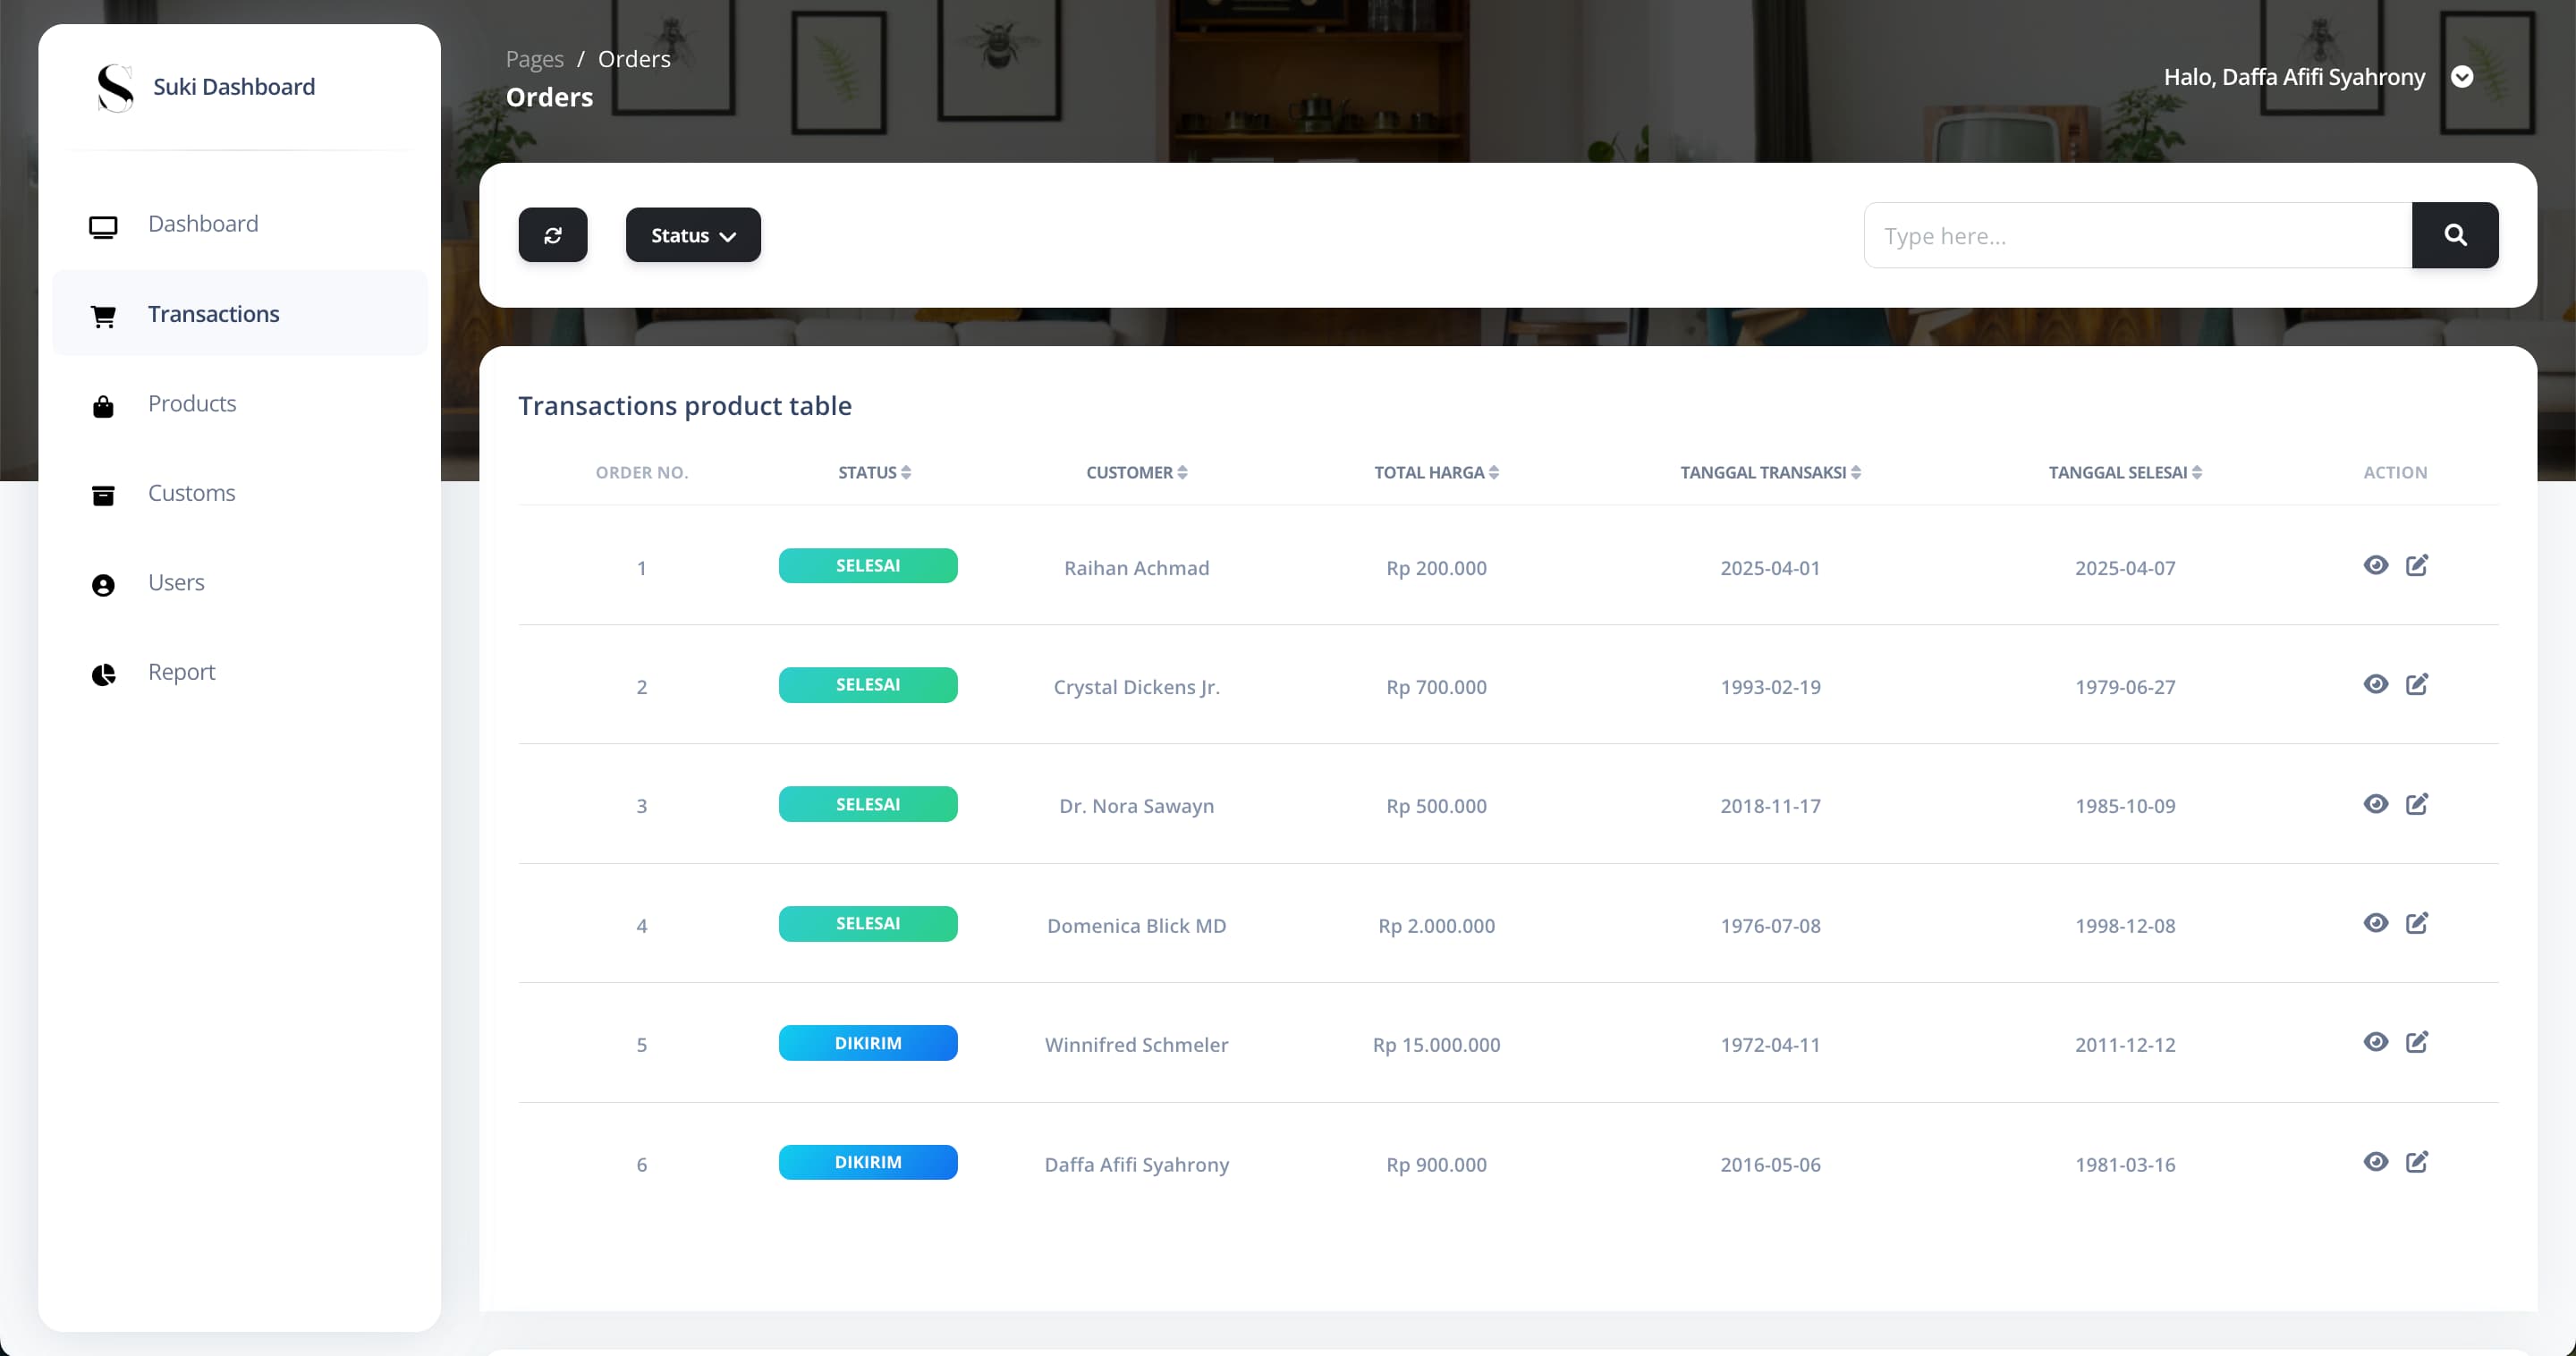 Suki Dashboard
Dashboard
Transactions
Products
Customs
Users
Report
Pages / Orders
Orders
Halo, Daffa Afifi Syahrony
Status
Type here...
Transactions product table
ORDER NO. STATUS CUSTOMER TOTAL HARGA TANGGAL TRANSAKSI TANGGAL SELESAI ACTION
1 SELESAI Raihan Achmad Rp 200.000 2025-04-01 2025-04-07
2 SELESAI Crystal Dickens Jr. Rp 700.000 1993-02-19 1979-06-27
3 SELESAI Dr. Nora Sawayn Rp 500.000 2018-11-17 1985-10-09
4 SELESAI Domenica Blick MD Rp 2.000.000 1976-07-08 1998-12-08
5 DIKIRIM Winnifred Schmeler Rp 15.000.000 1972-04-11 2011-12-12
6 DIKIRIM Daffa Afifi Syahrony Rp 900.000 2016-05-06 1981-03-16